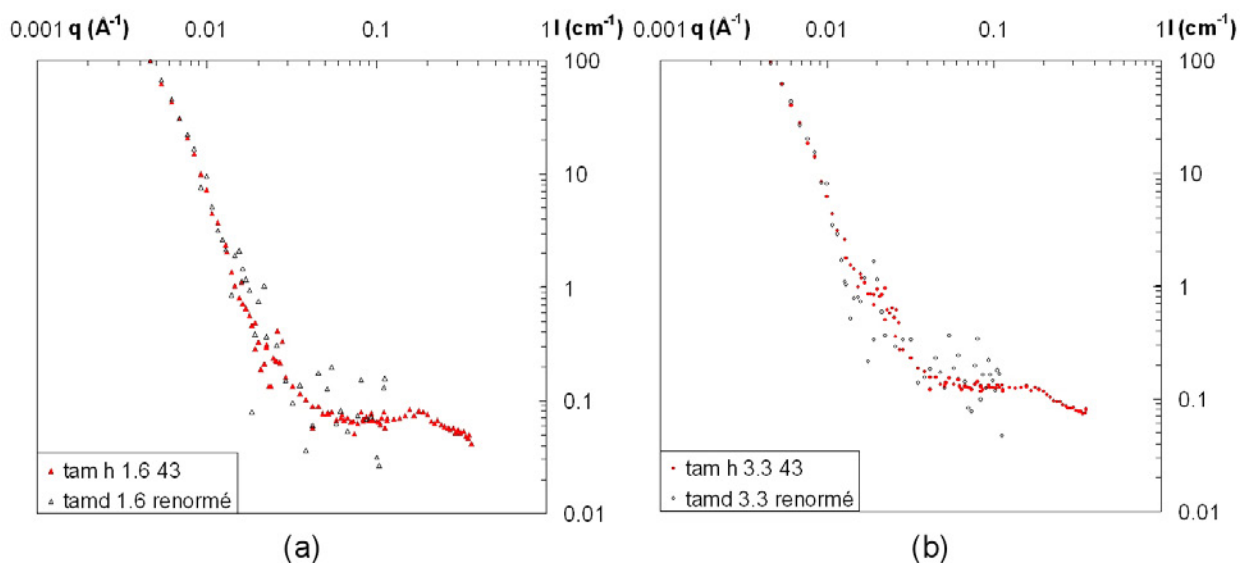 0.001 q (Å⁻¹) 0.01 0.1 1 I (cm⁻¹)
100
10
1
0.1
0.01
tam h 1.6 43
tamd 1.6 renormé
(a)
0.001 q (Å⁻¹) 0.01 0.1 1 I (cm⁻¹)
100
10
1
0.1
0.01
tam h 3.3 43
tamd 3.3 renormé
(b)